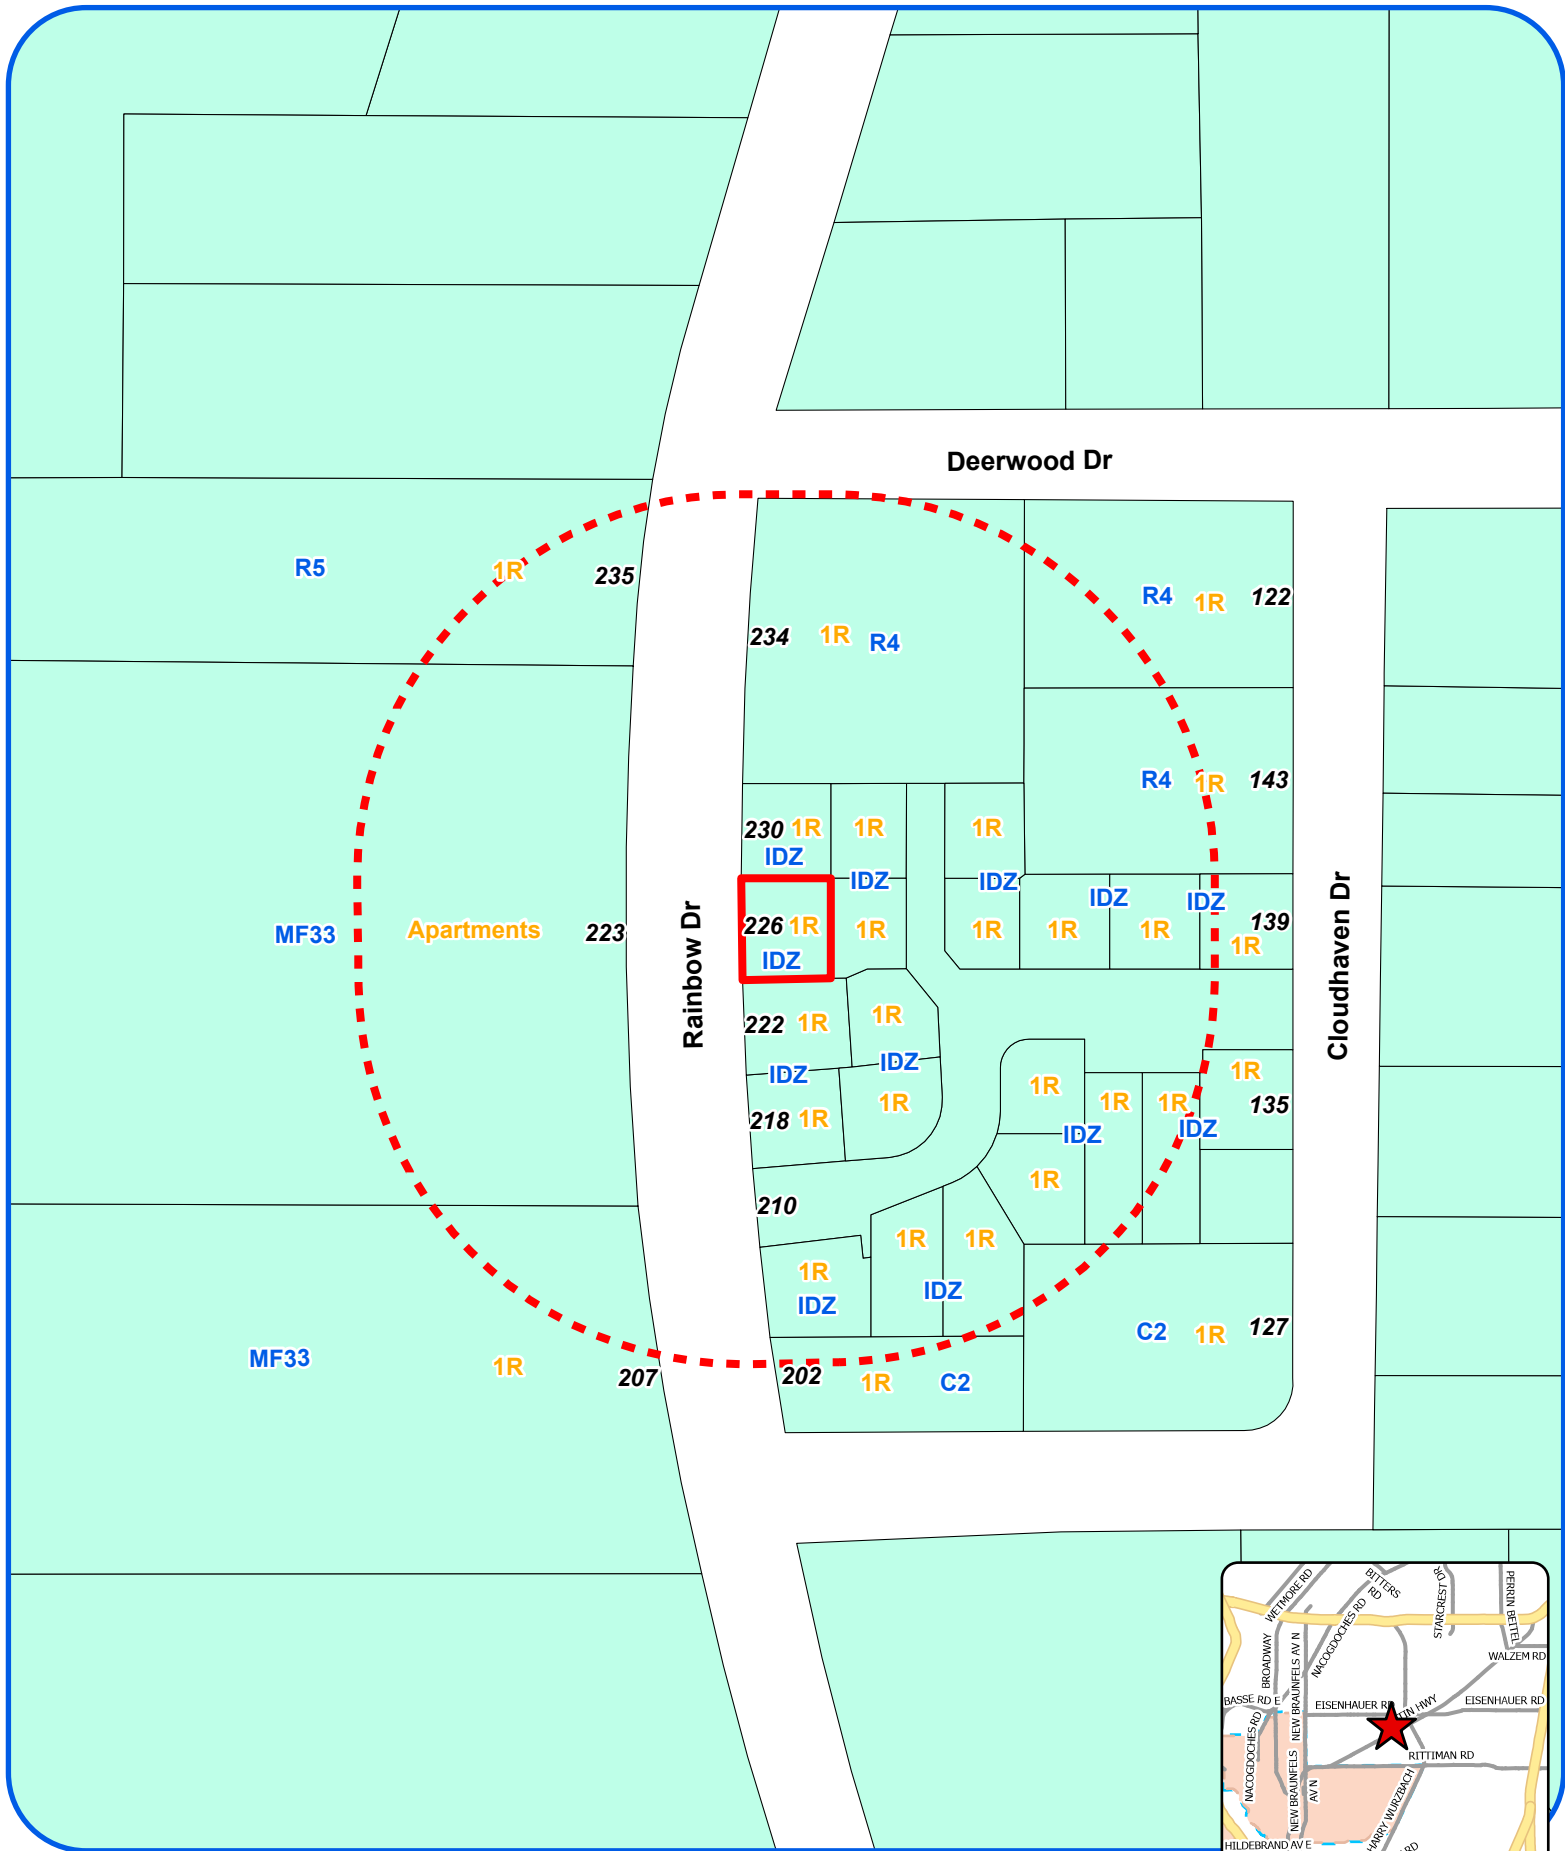 Deerwood Dr
R5
1R
235
R4
1R
122
234
1R
R4
R4
1R
143
230
1R
1R
1R
IDZ
IDZ
IDZ
IDZ
IDZ
MF33
Apartments
223
Rainbow Dr
226
1R
IDZ
1R
1R
1R
1R
139
1R
Cloudhaven Dr
222
1R
1R
IDZ
IDZ
1R
1R
1R
1R
135
218
1R
1R
IDZ
IDZ
1R
210
1R
1R
1R
IDZ
IDZ
C2
1R
127
MF33
1R
207
202
1R
C2
WETMORE RD
BITTERS
RD
STARCREST DR
PERRIN BEITEL
NACOGDOCHES RD
BROADWAY
NEW BRAUNFELS AV N
WALZEM RD
BASSE RD E
EISENHAUER RD
TIN HWY
EISENHAUER RD
NACOGDOCHES RD
RITTIMAN RD
NEW BRAUNFELS
AV N
HARRY WURZBACH
HILDEBRAND AV E
RD